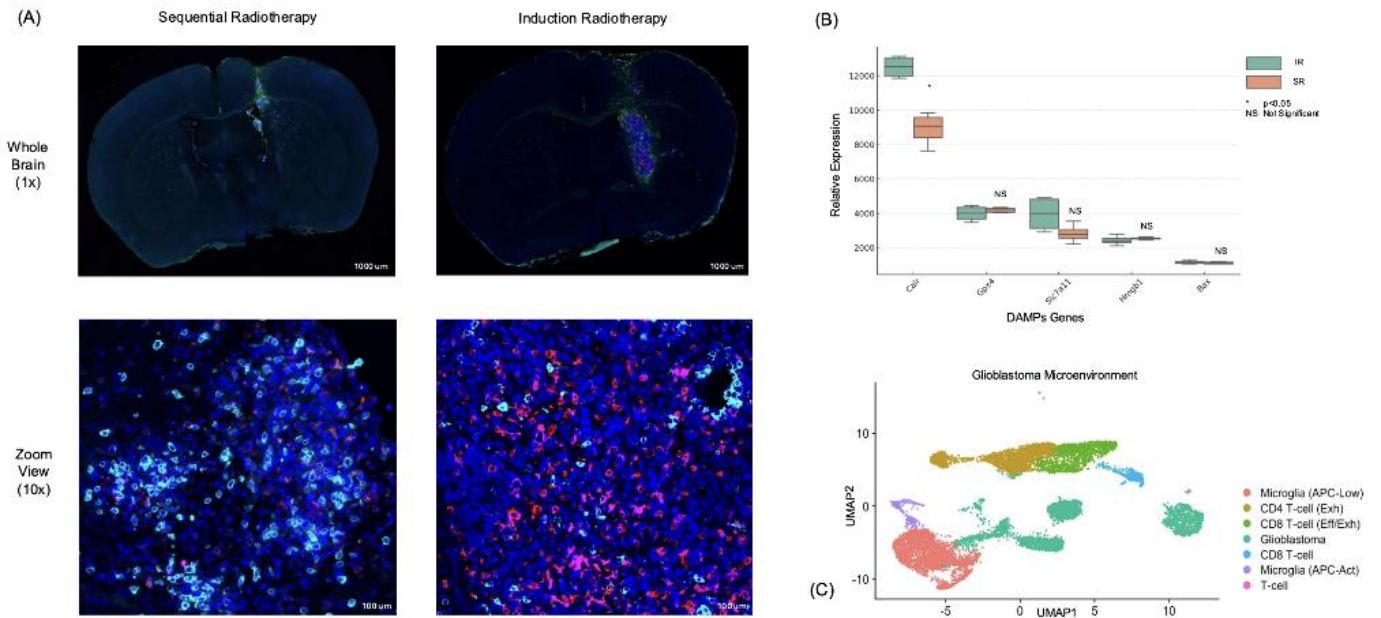 (A)
Sequential Radiotherapy
Induction Radiotherapy
Whole
Brain
(1x)
1000 um
1000 um
Zoom
View
(10x)
100 um
100 um
(B)
Relative Expression
12000
10000
8000
6000
4000
2000
*
NS
NS
NS
NS
IR
SR
* p<0.05
NS Not Significant
Calr
Gpx4
Slc7a11
Hmgb1
Bax
DAMPs Genes
Glioblastoma Microenvironment
UMAP2
10
0
-10
-5
0
5
10
UMAP1
(C)
Microglia (APC-Low)
CD4 T-cell (Exh)
CD8 T-cell (Eff/Exh)
Glioblastoma
CD8 T-cell
Microglia (APC-Act)
T-cell